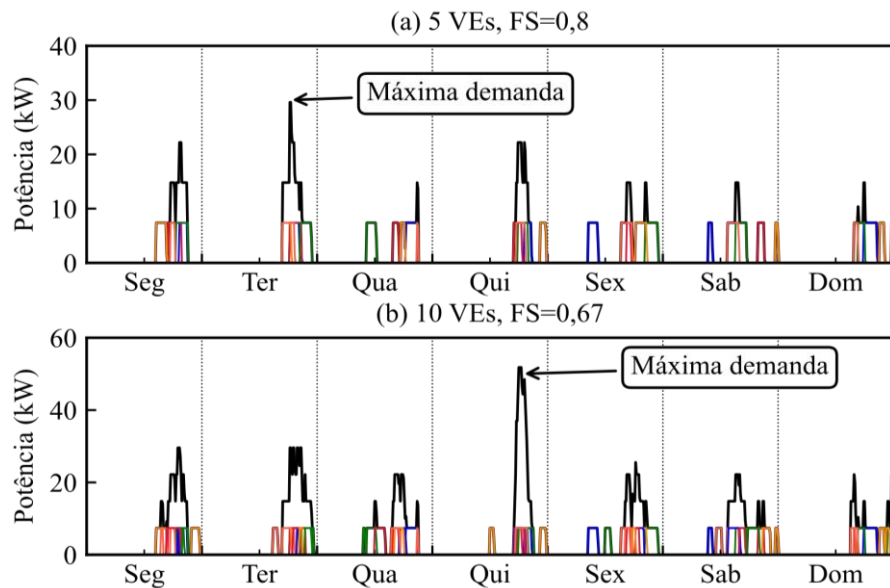 (a) 5 VEs, FS=0,8
Potência (kW)
40
30
20
10
0
Máxima demanda
Seg Ter Qua Qui Sex Sab Dom
(b) 10 VEs, FS=0,67
Potência (kW)
60
40
20
0
Máxima demanda
Seg Ter Qua Qui Sex Sab Dom